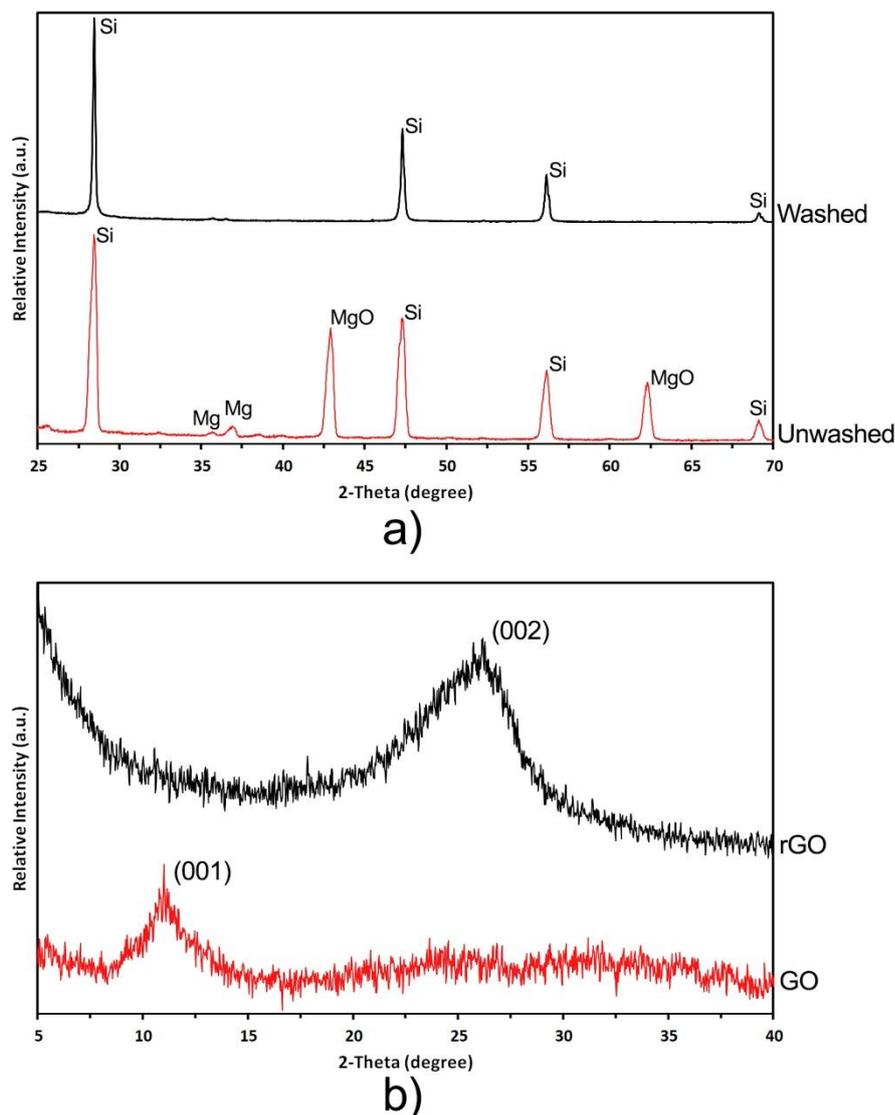 Si
Si
Si
Si
Washed
Relative Intensity (a.u.)
Si
Mg
Mg
MgO
Si
Si
MgO
Si
Unwashed
25 30 35 40 45 50 55 60 65 70
2-Theta (degree)
a)
(002)
rGO
Relative Intensity (a.u.)
(001)
GO
5 10 15 20 25 30 35 40
2-Theta (degree)
b)